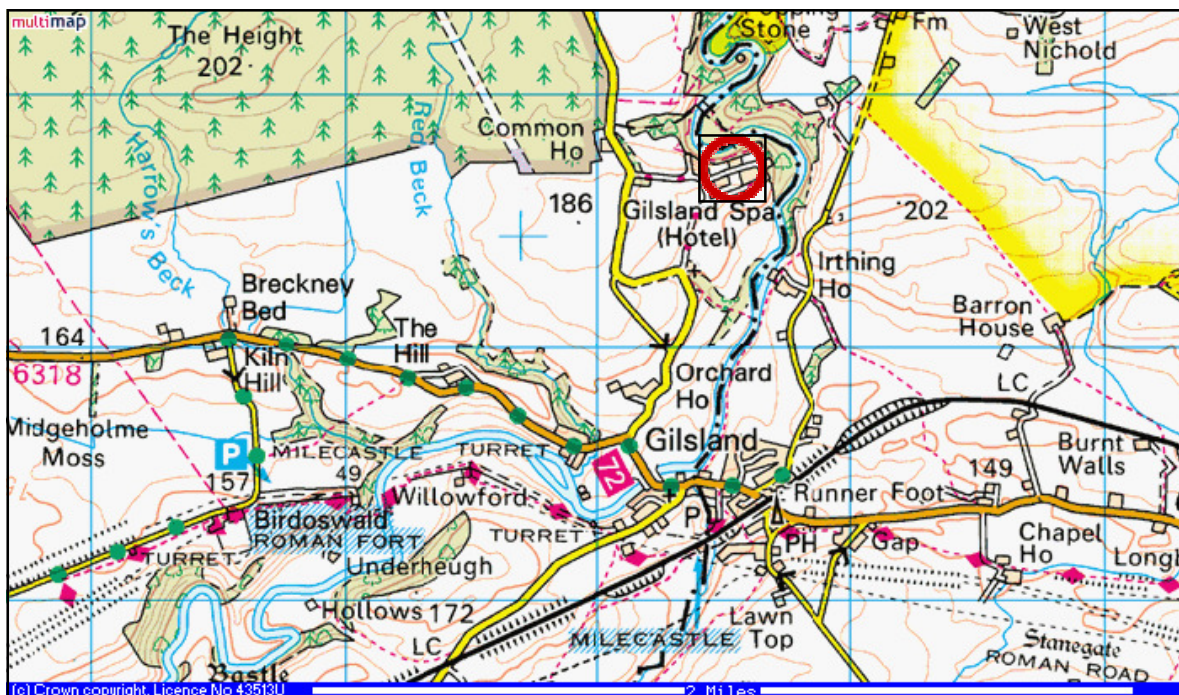 multimap
The Height
202
Stone
Fm
West
Nichold
Harrow's Beck
Red Beck
Common
Ho
186
Gilsland Spa
(Hotel)
202
Irthing
Ho
Breckney
Bed
Barron
House
164
6318
Kiln
Hill
The
Hill
Orchard
Ho
LC
Midgeholme
Moss
P
MILECASTLE
49
TURRET
Gilsland
72
Burnt
Walls
157
Willowford
149
Runner Foot
Birdoswald
ROMAN FORT
TURRET
P
PH
Gap
Chapel
Ho
TURRET
Underheugh
Hollows
172
LC
Lawn
Top
MILECASTLE
Stanegate
ROMAN ROAD
Bastle
(c) Crown copyright. Licence No 43513U
2 Miles